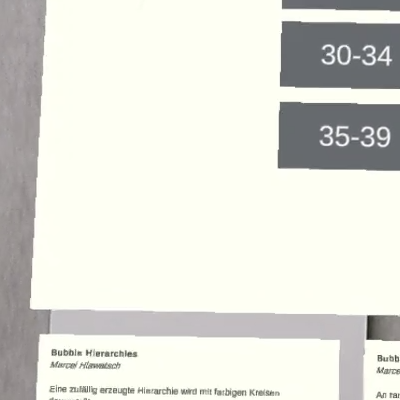 30-34
35-39
Bubble Hierarchies
Marcel Hlawatsch
Eine zufällig erzeugte Hierarchie wird mit farbigen Kreisen
Bubb
Marce
An ran